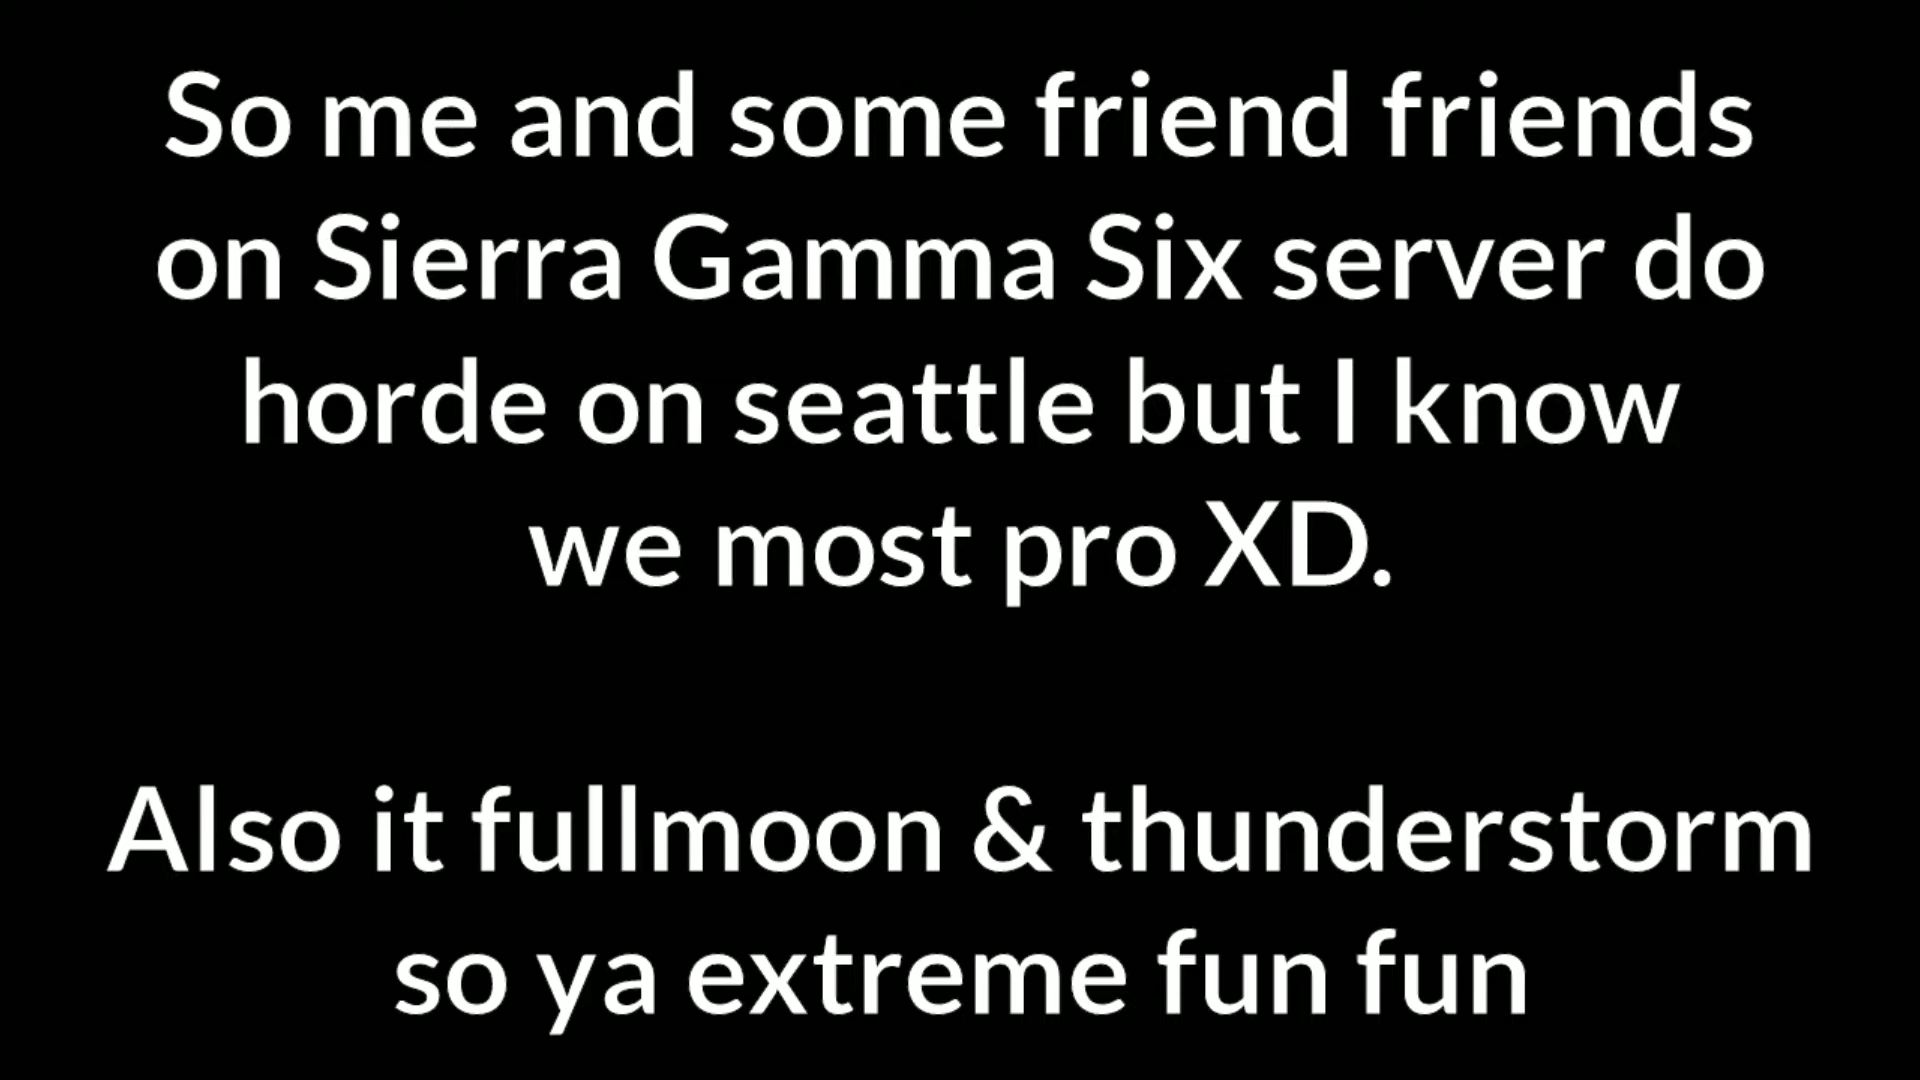 So me and some friend friends
on Sierra Gamma Six server do
horde on seattle but I know
we most pro XD.
Also it fullmoon & thunderstorm
so ya extreme fun fun